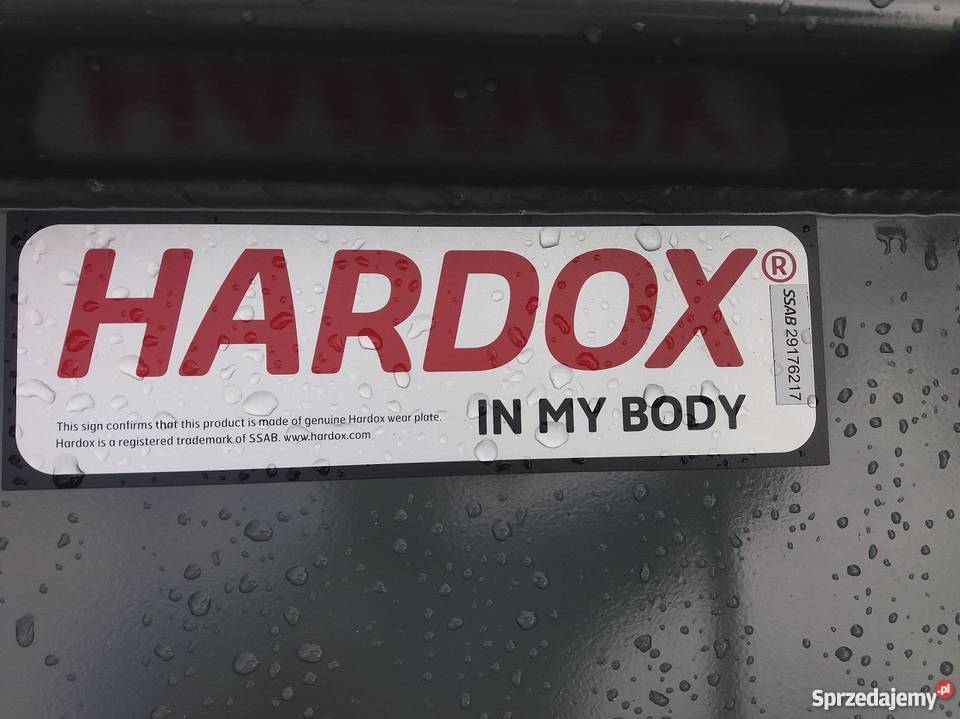 HARDOX®
SSAB 29176217
IN MY BODY
This sign confirms that this product is made of genuine Hardox wear plate.
Hardox is a registered trademark of SSAB. www.hardox.com
Sprzedajemy.pl